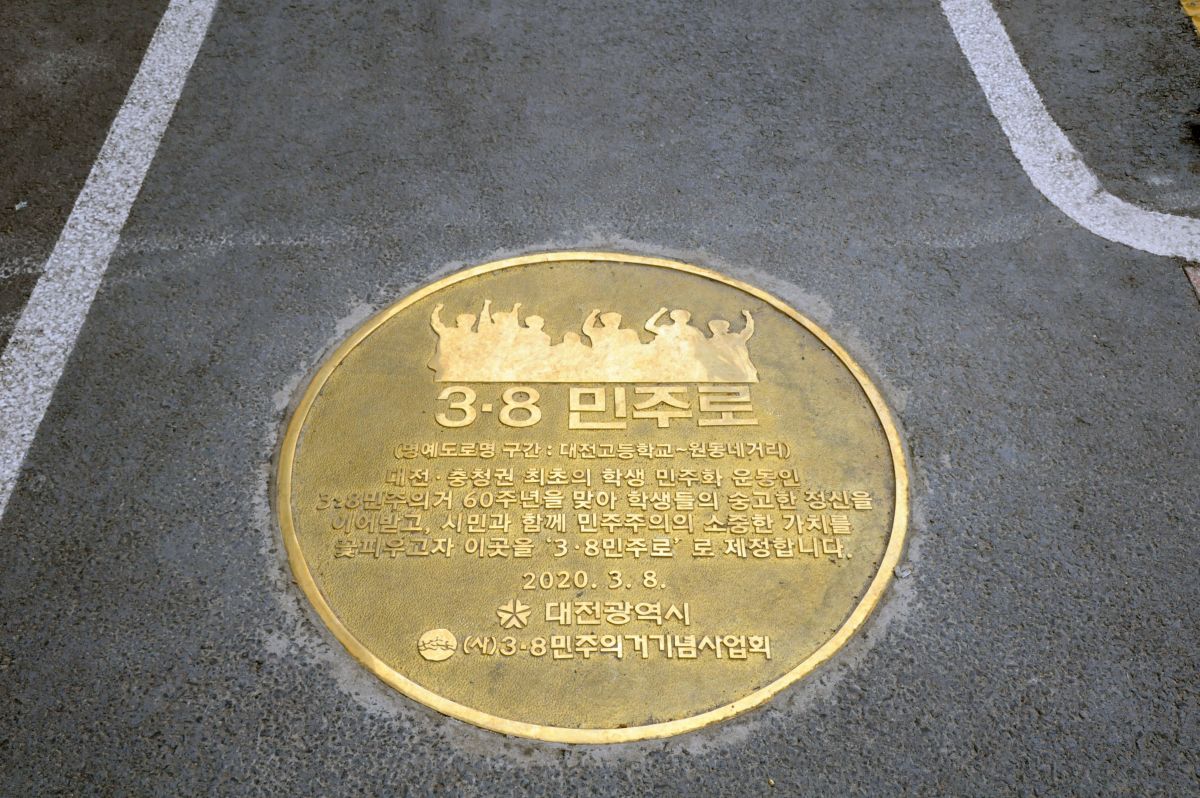 3·8 민주로
(명예도로명 구간 : 대전고등학교~원동네거리)
대전·충청권 최초의 학생 민주화 운동인
3·8민주의거 60주년을 맞아 학생들의 숭고한 정신을
이어받고, 시민과 함께 민주주의의 소중한 가치를
꽃피우고자 이곳을 '3·8민주로' 로 제정합니다.
2020. 3. 8.
대전광역시
(사)3·8민주의거기념사업회